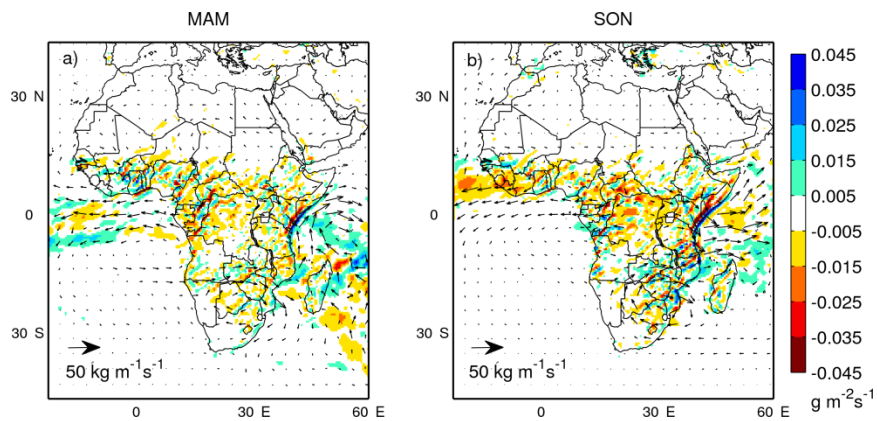 MAM
SON
a)
b)
30 N
0
30 S
50 kg m⁻¹s⁻¹
0
30 E
60 E
30 N
0
30 S
50 kg m⁻¹s⁻¹
0
30 E
60 E
0.045
0.035
0.025
0.015
0.005
-0.005
-0.015
-0.025
-0.035
-0.045
g m⁻²s⁻¹